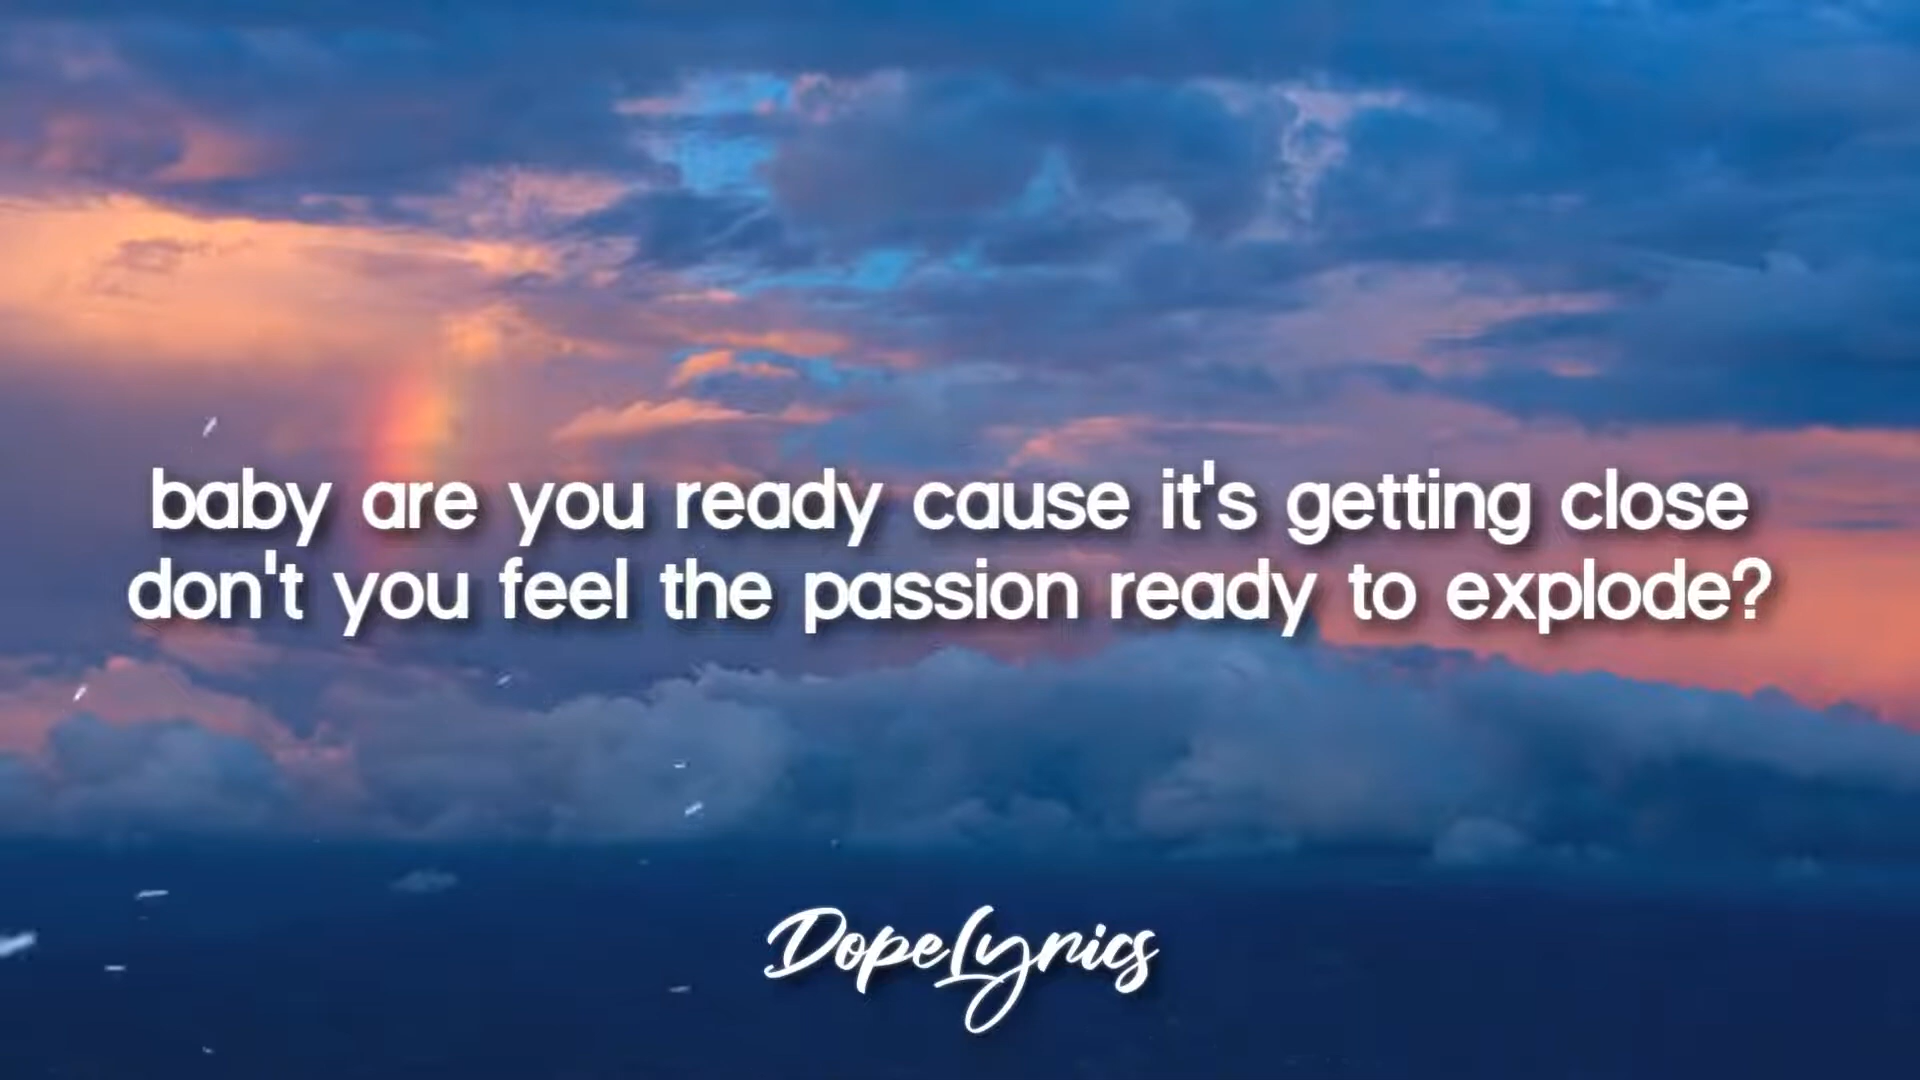 baby are you ready cause it's getting close
don't you feel the passion ready to explode?
DopeLyrics